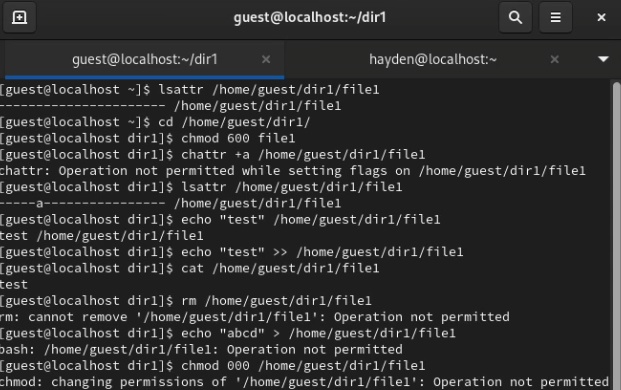 guest@localhost:~/dir1
guest@localhost:~/dir1
hayden@localhost:~
[guest@localhost ~]$ lsattr /home/guest/dir1/file1
---------------------- /home/guest/dir1/file1
[guest@localhost ~]$ cd /home/guest/dir1/
[guest@localhost dir1]$ chmod 600 file1
[guest@localhost dir1]$ chattr +a /home/guest/dir1/file1
chattr: Operation not permitted while setting flags on /home/guest/dir1/file1
[guest@localhost dir1]$ lsattr /home/guest/dir1/file1
-----a---------------- /home/guest/dir1/file1
[guest@localhost dir1]$ echo "test" /home/guest/dir1/file1
test /home/guest/dir1/file1
[guest@localhost dir1]$ echo "test" >> /home/guest/dir1/file1
[guest@localhost dir1]$ cat /home/guest/dir1/file1
test
[guest@localhost dir1]$ rm /home/guest/dir1/file1
rm: cannot remove '/home/guest/dir1/file1': Operation not permitted
[guest@localhost dir1]$ echo "abcd" > /home/guest/dir1/file1
bash: /home/guest/dir1/file1: Operation not permitted
[guest@localhost dir1]$ chmod 000 /home/guest/dir1/file1
chmod: changing permissions of '/home/guest/dir1/file1': Operation not permitted